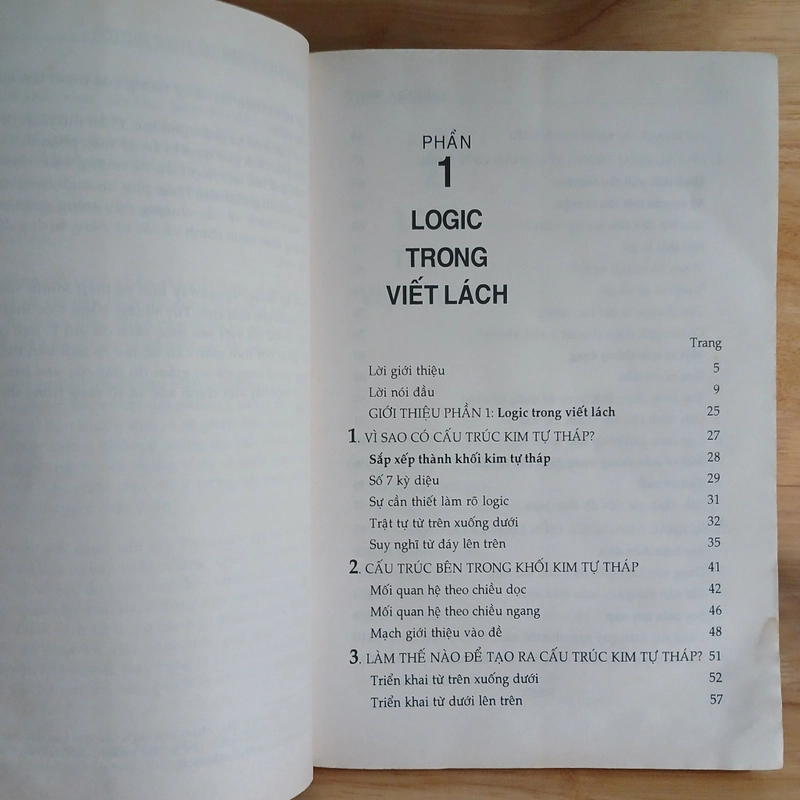 PHẦN
1
LOGIC
TRONG
VIẾT LÁCH
Trang
Lời giới thiệu 5
Lời nói đầu 9
GIỚI THIỆU PHẦN 1: Logic trong viết lách 25
1. VÌ SAO CÓ CẤU TRÚC KIM TỰ THÁP? 27
Sắp xếp thành khối kim tự tháp 28
Số 7 kỳ diệu 29
Sự cần thiết làm rõ logic 31
Trật tự từ trên xuống dưới 32
Suy nghĩ từ đáy lên trên 35
2. CẤU TRÚC BÊN TRONG KHỐI KIM TỰ THÁP 41
Mối quan hệ theo chiều dọc 42
Mối quan hệ theo chiều ngang 46
Mạch giới thiệu vào đề 48
3. LÀM THẾ NÀO ĐỂ TẠO RA CẤU TRÚC KIM TỰ THÁP? 51
Triển khai từ trên xuống dưới 52
Triển khai từ dưới lên trên 57